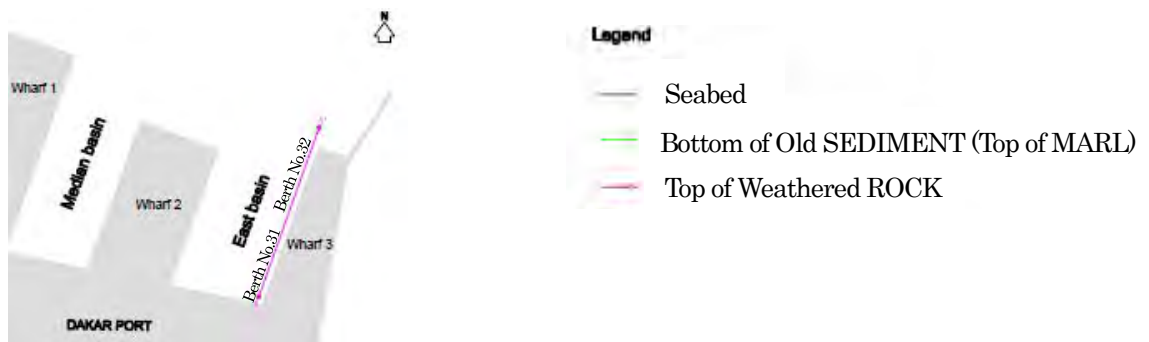 N
Wharf 1
Median basin
Wharf 2
East basin
Berth No.31
Berth No.32
Wharf 3
DAKAR PORT
Legend
Seabed
Bottom of Old SEDIMENT (Top of MARL)
Top of Weathered ROCK